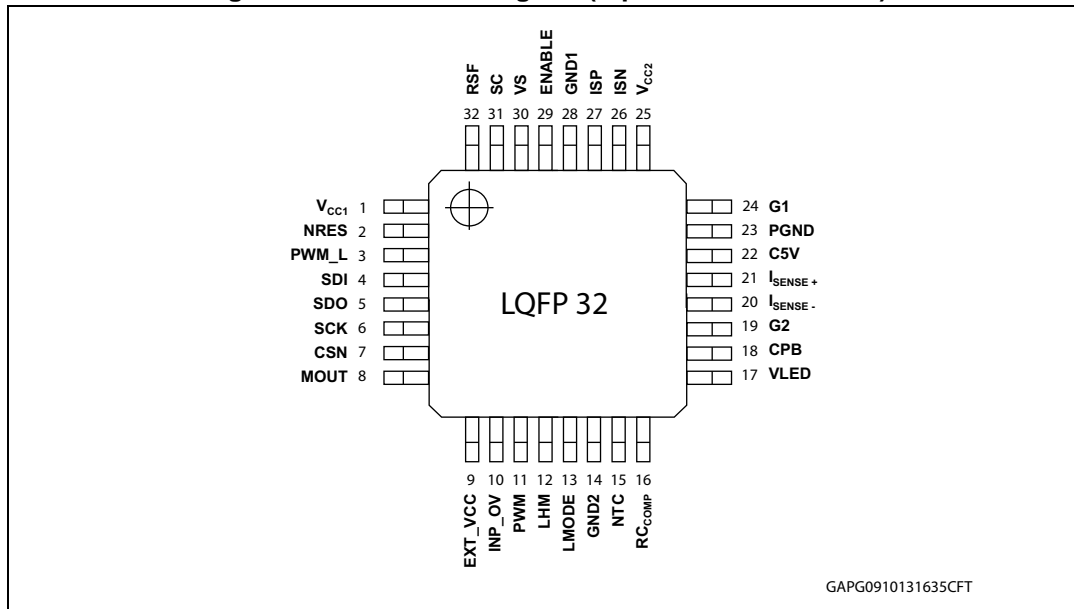 RSF
SC
VS
ENABLE
GND1
ISP
ISN
VCC2
32 31 30 29 28 27 26 25
VCC1 1
NRES 2
PWM_L 3
SDI 4
SDO 5
SCK 6
CSN 7
MOUT 8
LQFP 32
24 G1
23 PGND
22 C5V
21 ISENSE +
20 ISENSE -
19 G2
18 CPB
17 VLED
9 10 11 12 13 14 15 16
EXT_VCC
INP_OV
PWM
LHM
LMODE
GND2
NTC
RCCOMP
GAPG0910131635CFT